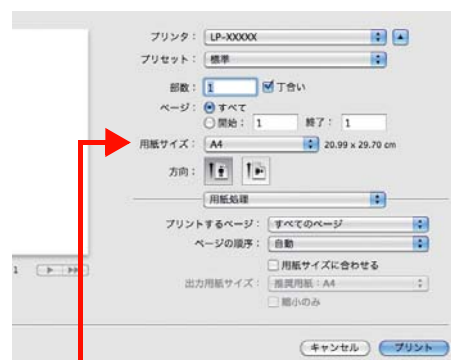 プリンタ： LP-XXXXX
プリセット： 標準
部数： 1 丁合い
ページ： すべて
開始： 1 終了： 1
用紙サイズ： A4 20.99 x 29.70 cm
方向：
用紙処理
プリントするページ： すべてのページ
ページの順序： 自動
用紙サイズに合わせる
1
出力用紙サイズ： 推奨用紙：A4
縮小のみ
キャンセル プリント